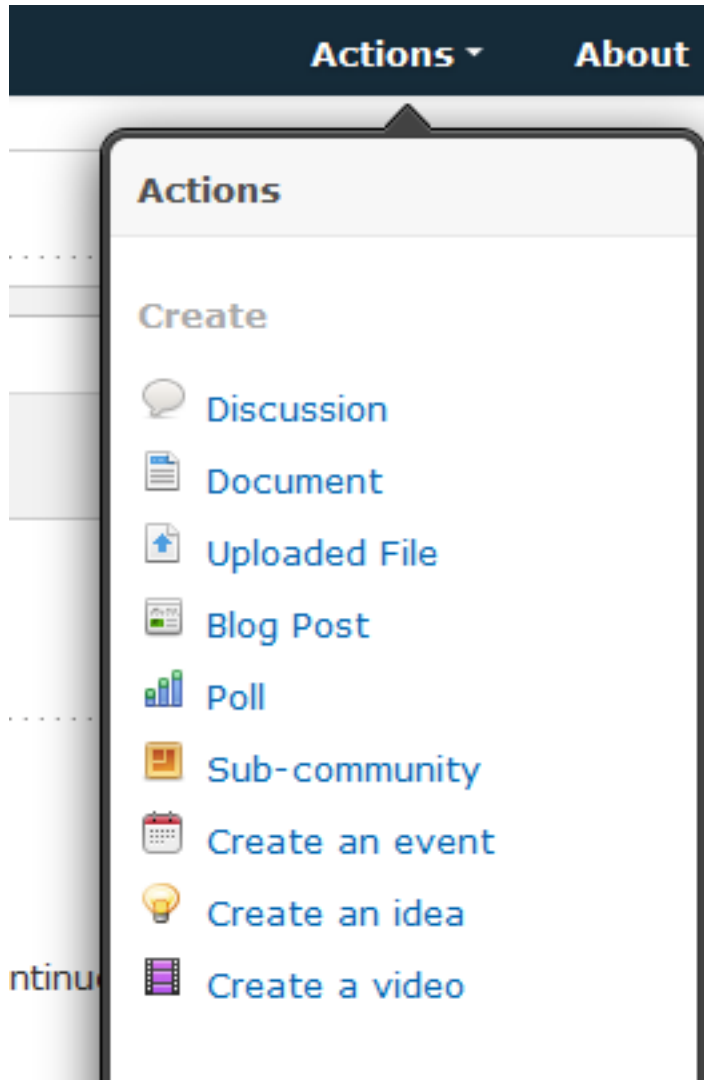 Actions About
Actions
Create
Discussion
Document
Uploaded File
Blog Post
Poll
Sub-community
Create an event
Create an idea
ntinue
Create a video